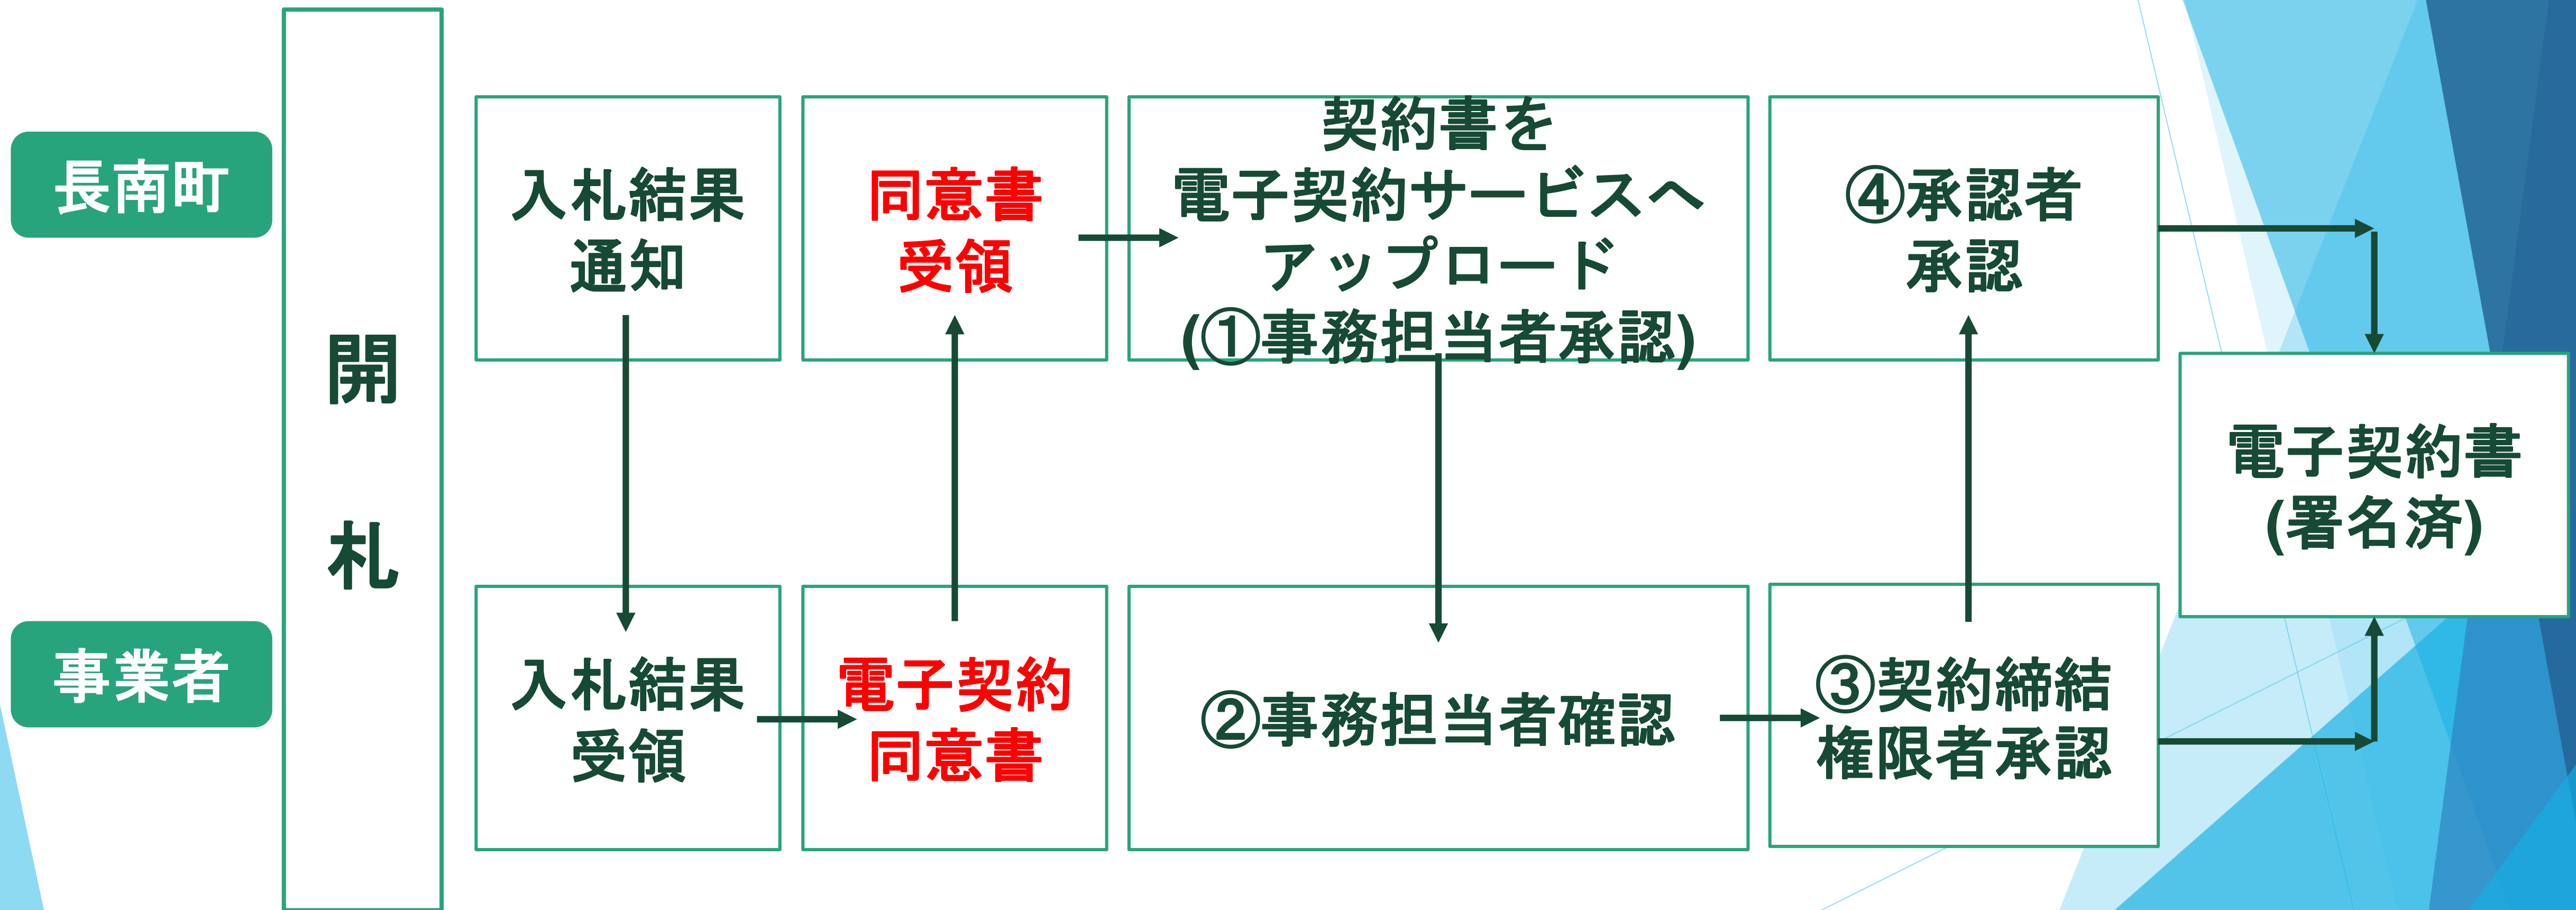 長南町
開
札
入札結果
通知
同意書
受領
契約書を
電子契約サービスへ
アップロード
(①事務担当者承認)
④承認者
承認
電子契約書
(署名済)
事業者
入札結果
受領
電子契約
同意書
②事務担当者確認
③契約締結
権限者承認